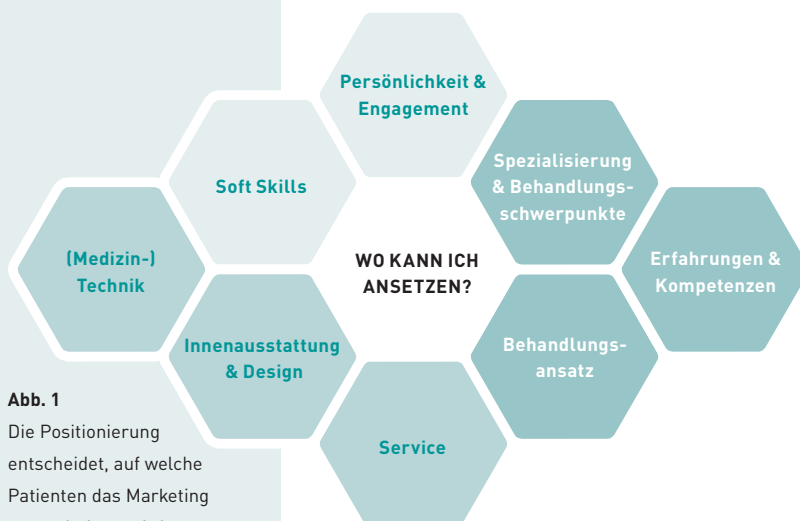 Persönlichkeit &
Engagement
Soft Skills
Spezialisierung
& Behandlungs-
schwerpunkte
(Medizin-)
Technik
WO KANN ICH
ANSETZEN?
Erfahrungen &
Kompetenzen
Innenausstattung
& Design
Behandlungs-
ansatz
Service
Abb. 1
Die Positionierung
entscheidet, auf welche
Patienten das Marketing